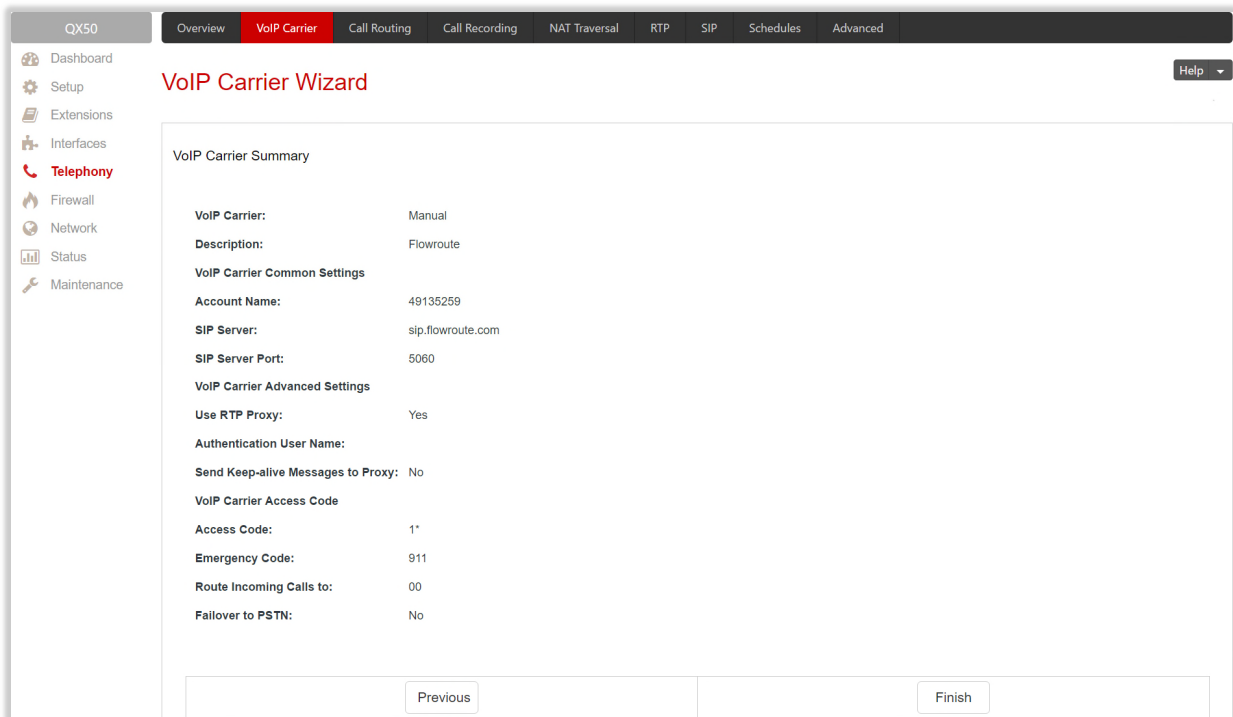 QX50
Overview VoIP Carrier Call Routing Call Recording NAT Traversal RTP SIP Schedules Advanced
Dashboard
Setup
Extensions
Interfaces
Telephony
Firewall
Network
Status
Maintenance
Help
VoIP Carrier Wizard
VoIP Carrier Summary
VoIP Carrier: Manual
Description: Flowroute
VoIP Carrier Common Settings
Account Name: 49135259
SIP Server: sip.flowroute.com
SIP Server Port: 5060
VoIP Carrier Advanced Settings
Use RTP Proxy: Yes
Authentication User Name:
Send Keep-alive Messages to Proxy: No
VoIP Carrier Access Code
Access Code: 1*
Emergency Code: 911
Route Incoming Calls to: 00
Failover to PSTN: No
Previous Finish